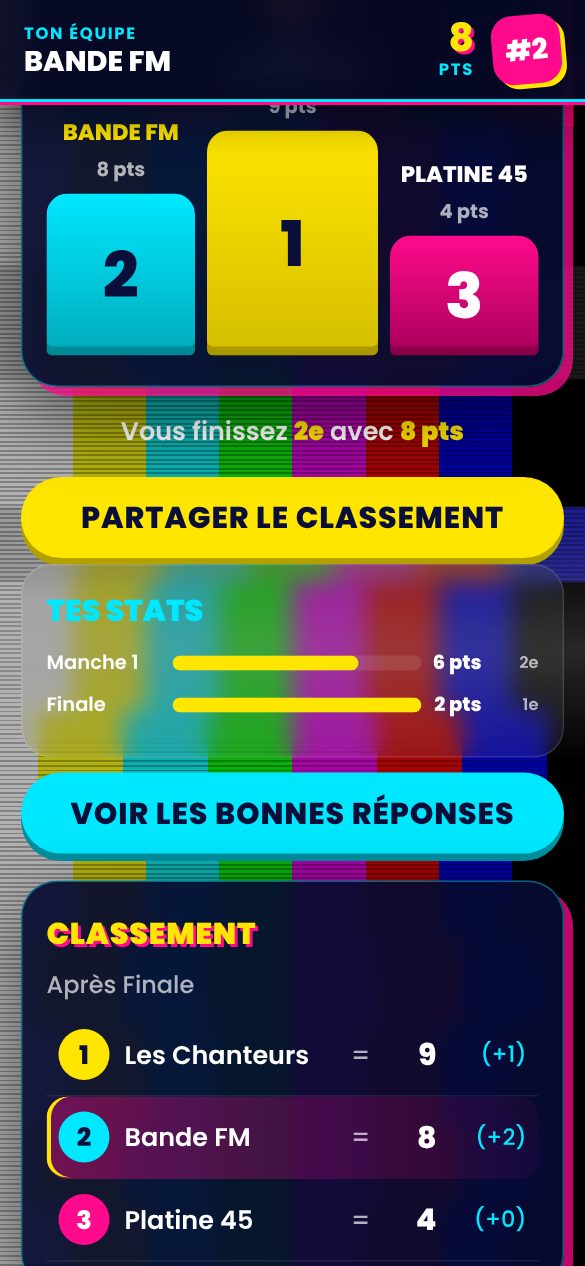 TON ÉQUIPE
BANDE FM
8
PTS
#2
9 pts
BANDE FM
8 pts
PLATINE 45
4 pts
2
1
3
Vous finissez 2e avec 8 pts
PARTAGER LE CLASSEMENT
TES STATS
Manche 1 6 pts 2e
Finale 2 pts 1e
VOIR LES BONNES RÉPONSES
CLASSEMENT
Après Finale
1 Les Chanteurs = 9 (+1)
2 Bande FM = 8 (+2)
3 Platine 45 = 4 (+0)